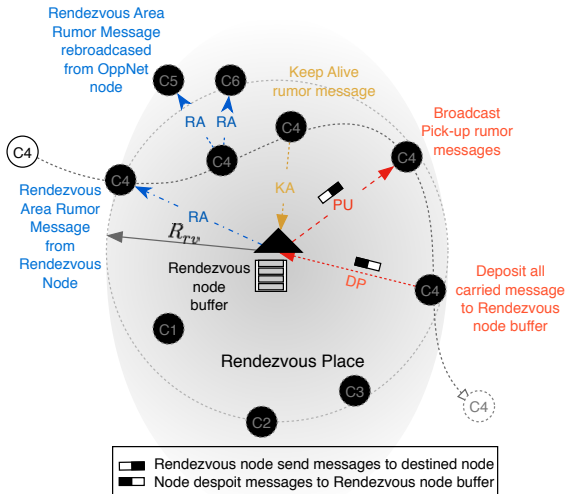 Rendezvous Area
Rumor Message
rebroadcased
from OppNet
node
C5
C6
Keep Alive
rumor message
Broadcast
Pick-up rumor
messages
RA
RA
C4
C4
C4
C4
C4
KA
PU
RA
Rendezvous
Area Rumor
Message
from
Rendezvous
Node
R_rv
Rendezvous
node
buffer
DP
C4
Deposit all
carried message
to Rendezvous
node buffer
C1
Rendezvous Place
C3
C2
C4
Rendezvous node send messages to destined node
Node despoit messages to Rendezvous node buffer